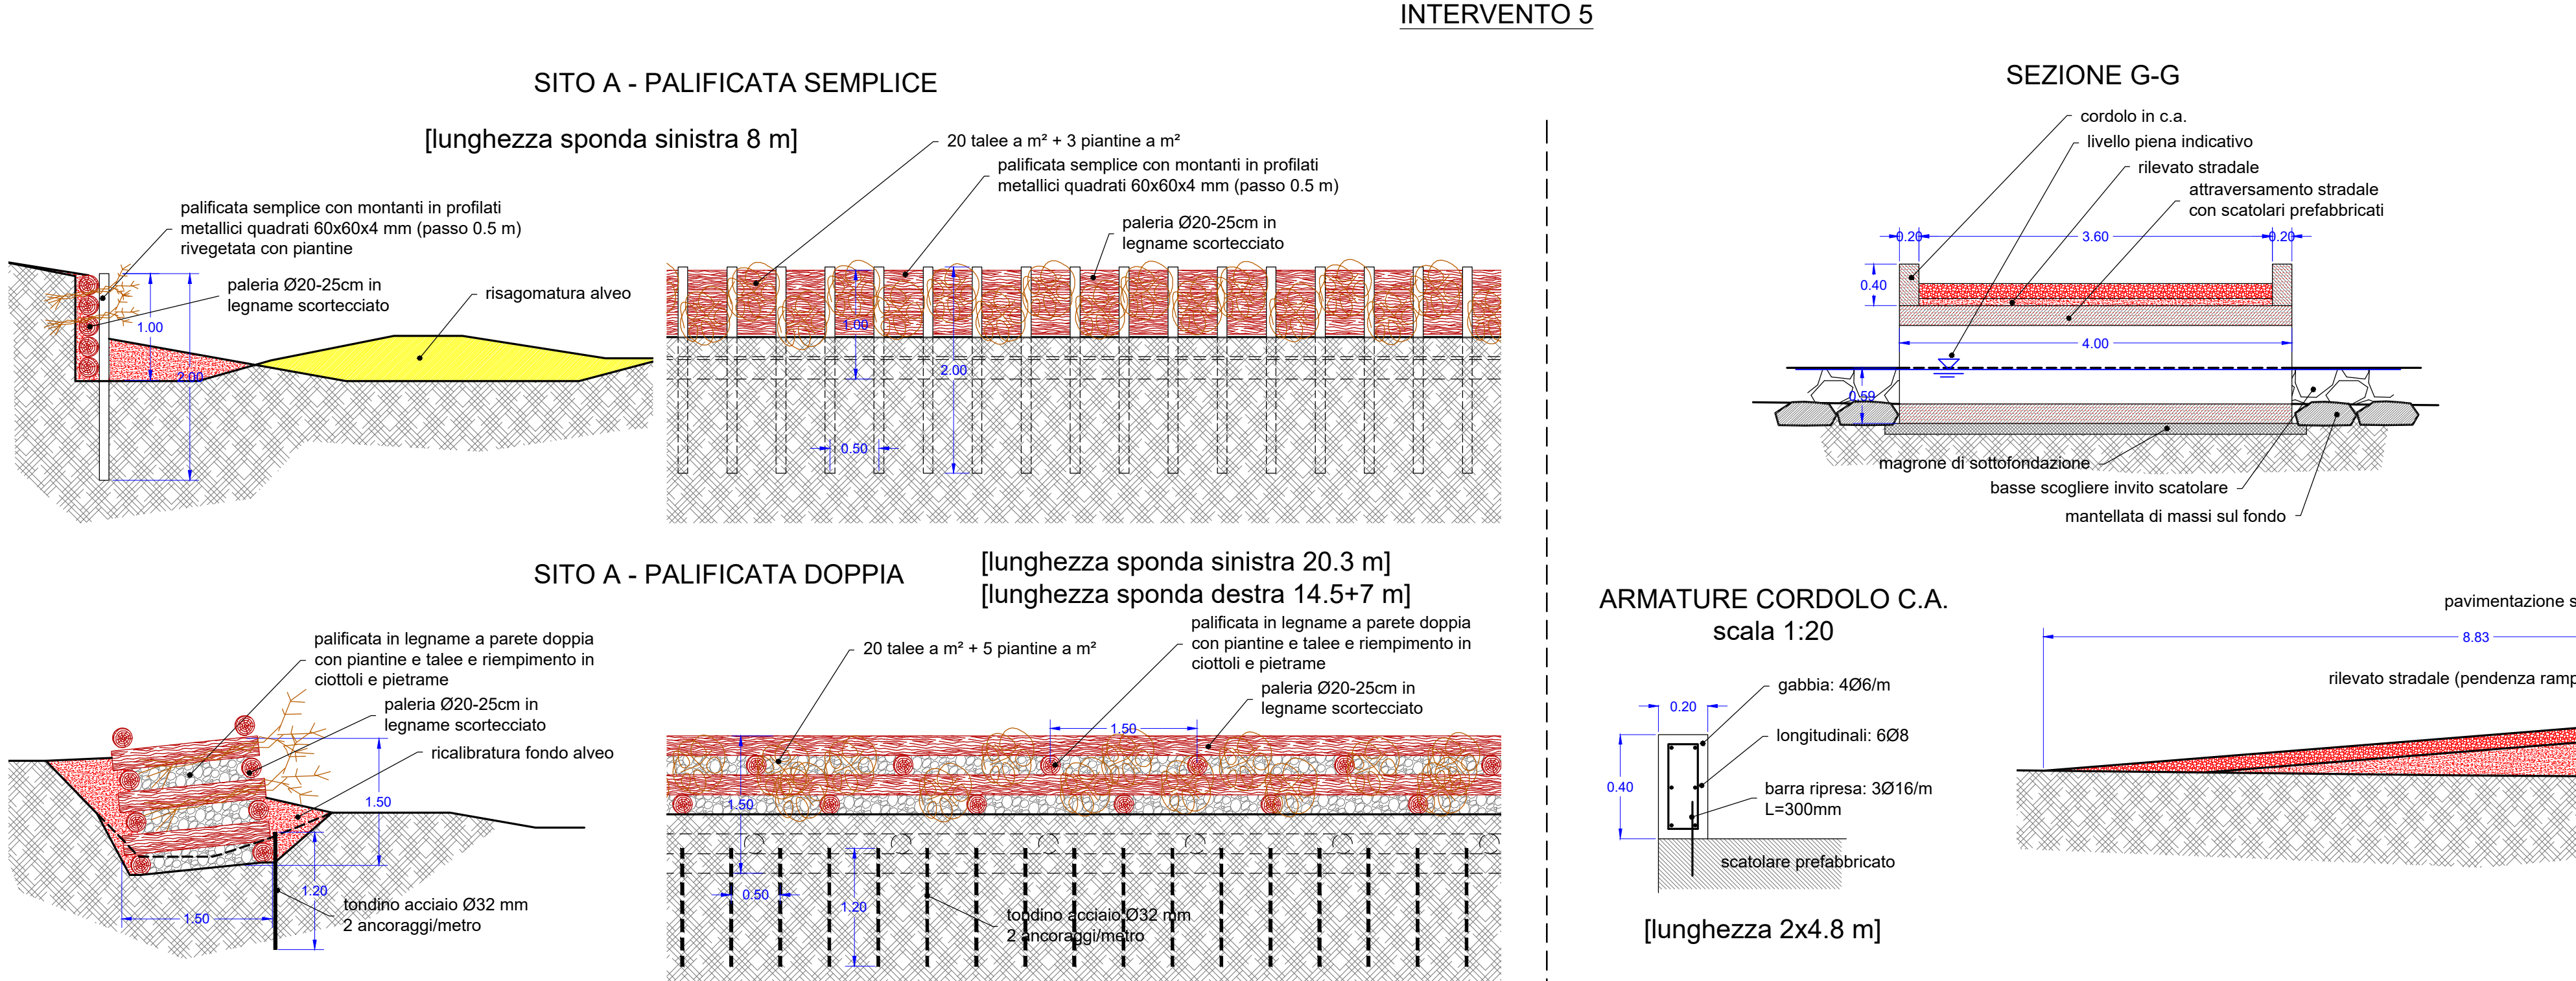 INTERVENTO 5
SITO A - PALIFICATA SEMPLICE
[lunghezza sponda sinistra 8 m]
palificata semplice con montanti in profilati
metallici quadrati 60x60x4 mm (passo 0.5 m)
rivegetata con piantine
paleria Ø20-25cm in
legname scortecciato
risagomatura alveo
1.00
2.00
20 talee a m² + 3 piantine a m²
palificata semplice con montanti in profilati
metallici quadrati 60x60x4 mm (passo 0.5 m)
paleria Ø20-25cm in
legname scortecciato
1.00
2.00
0.50
SEZIONE G-G
cordolo in c.a.
livello piena indicativo
rilevato stradale
attraversamento stradale
con scatolari prefabbricati
0.20
3.60
0.20
0.40
4.00
0.59
magrone di sottofondazione
basse scogliere invito scatolare
mantellata di massi sul fondo
SITO A - PALIFICATA DOPPIA
[lunghezza sponda sinistra 20.3 m]
[lunghezza sponda destra 14.5+7 m]
palificata in legname a parete doppia
con piantine e talee e riempimento in
ciottoli e pietrame
paleria Ø20-25cm in
legname scortecciato
ricalibratura fondo alveo
1.50
1.20
1.50
tondino acciaio Ø32 mm
2 ancoraggi/metro
20 talee a m² + 5 piantine a m²
palificata in legname a parete doppia
con piantine e talee e riempimento in
ciottoli e pietrame
paleria Ø20-25cm in
legname scortecciato
1.50
1.50
0.50
1.20
tondino acciaio Ø32 mm
2 ancoraggi/metro
ARMATURE CORDOLO C.A.
scala 1:20
0.20
0.40
gabbia: 4Ø6/m
longitudinali: 6Ø8
barra ripresa: 3Ø16/m
L=300mm
scatolare prefabbricato
[lunghezza 2x4.8 m]
pavimentazione s
8.83
rilevato stradale (pendenza ramp